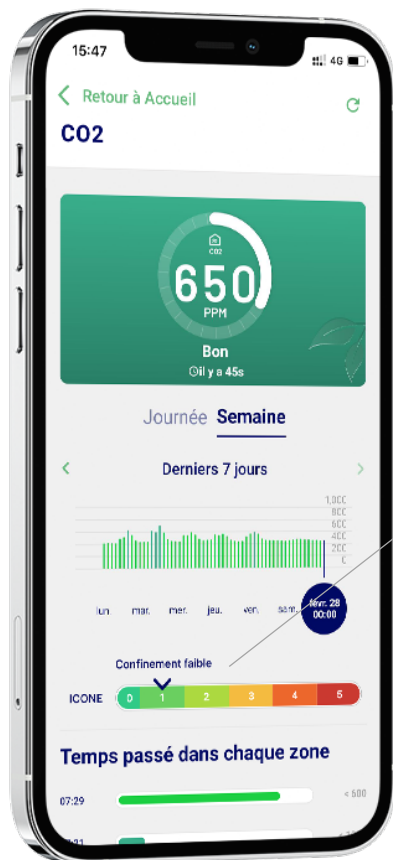 15:47
4G
Retour à Accueil
CO2
CO2
650
PPM
Bon
il y a 45s
Journée Semaine
Derniers 7 jours
1,000
800
600
400
200
0
lun. mar. mer. jeu. ven. sam.
févr. 28
00:00
Confinement faible
ICONE 0 1 2 3 4 5
Temps passé dans chaque zone
07:29 < 600